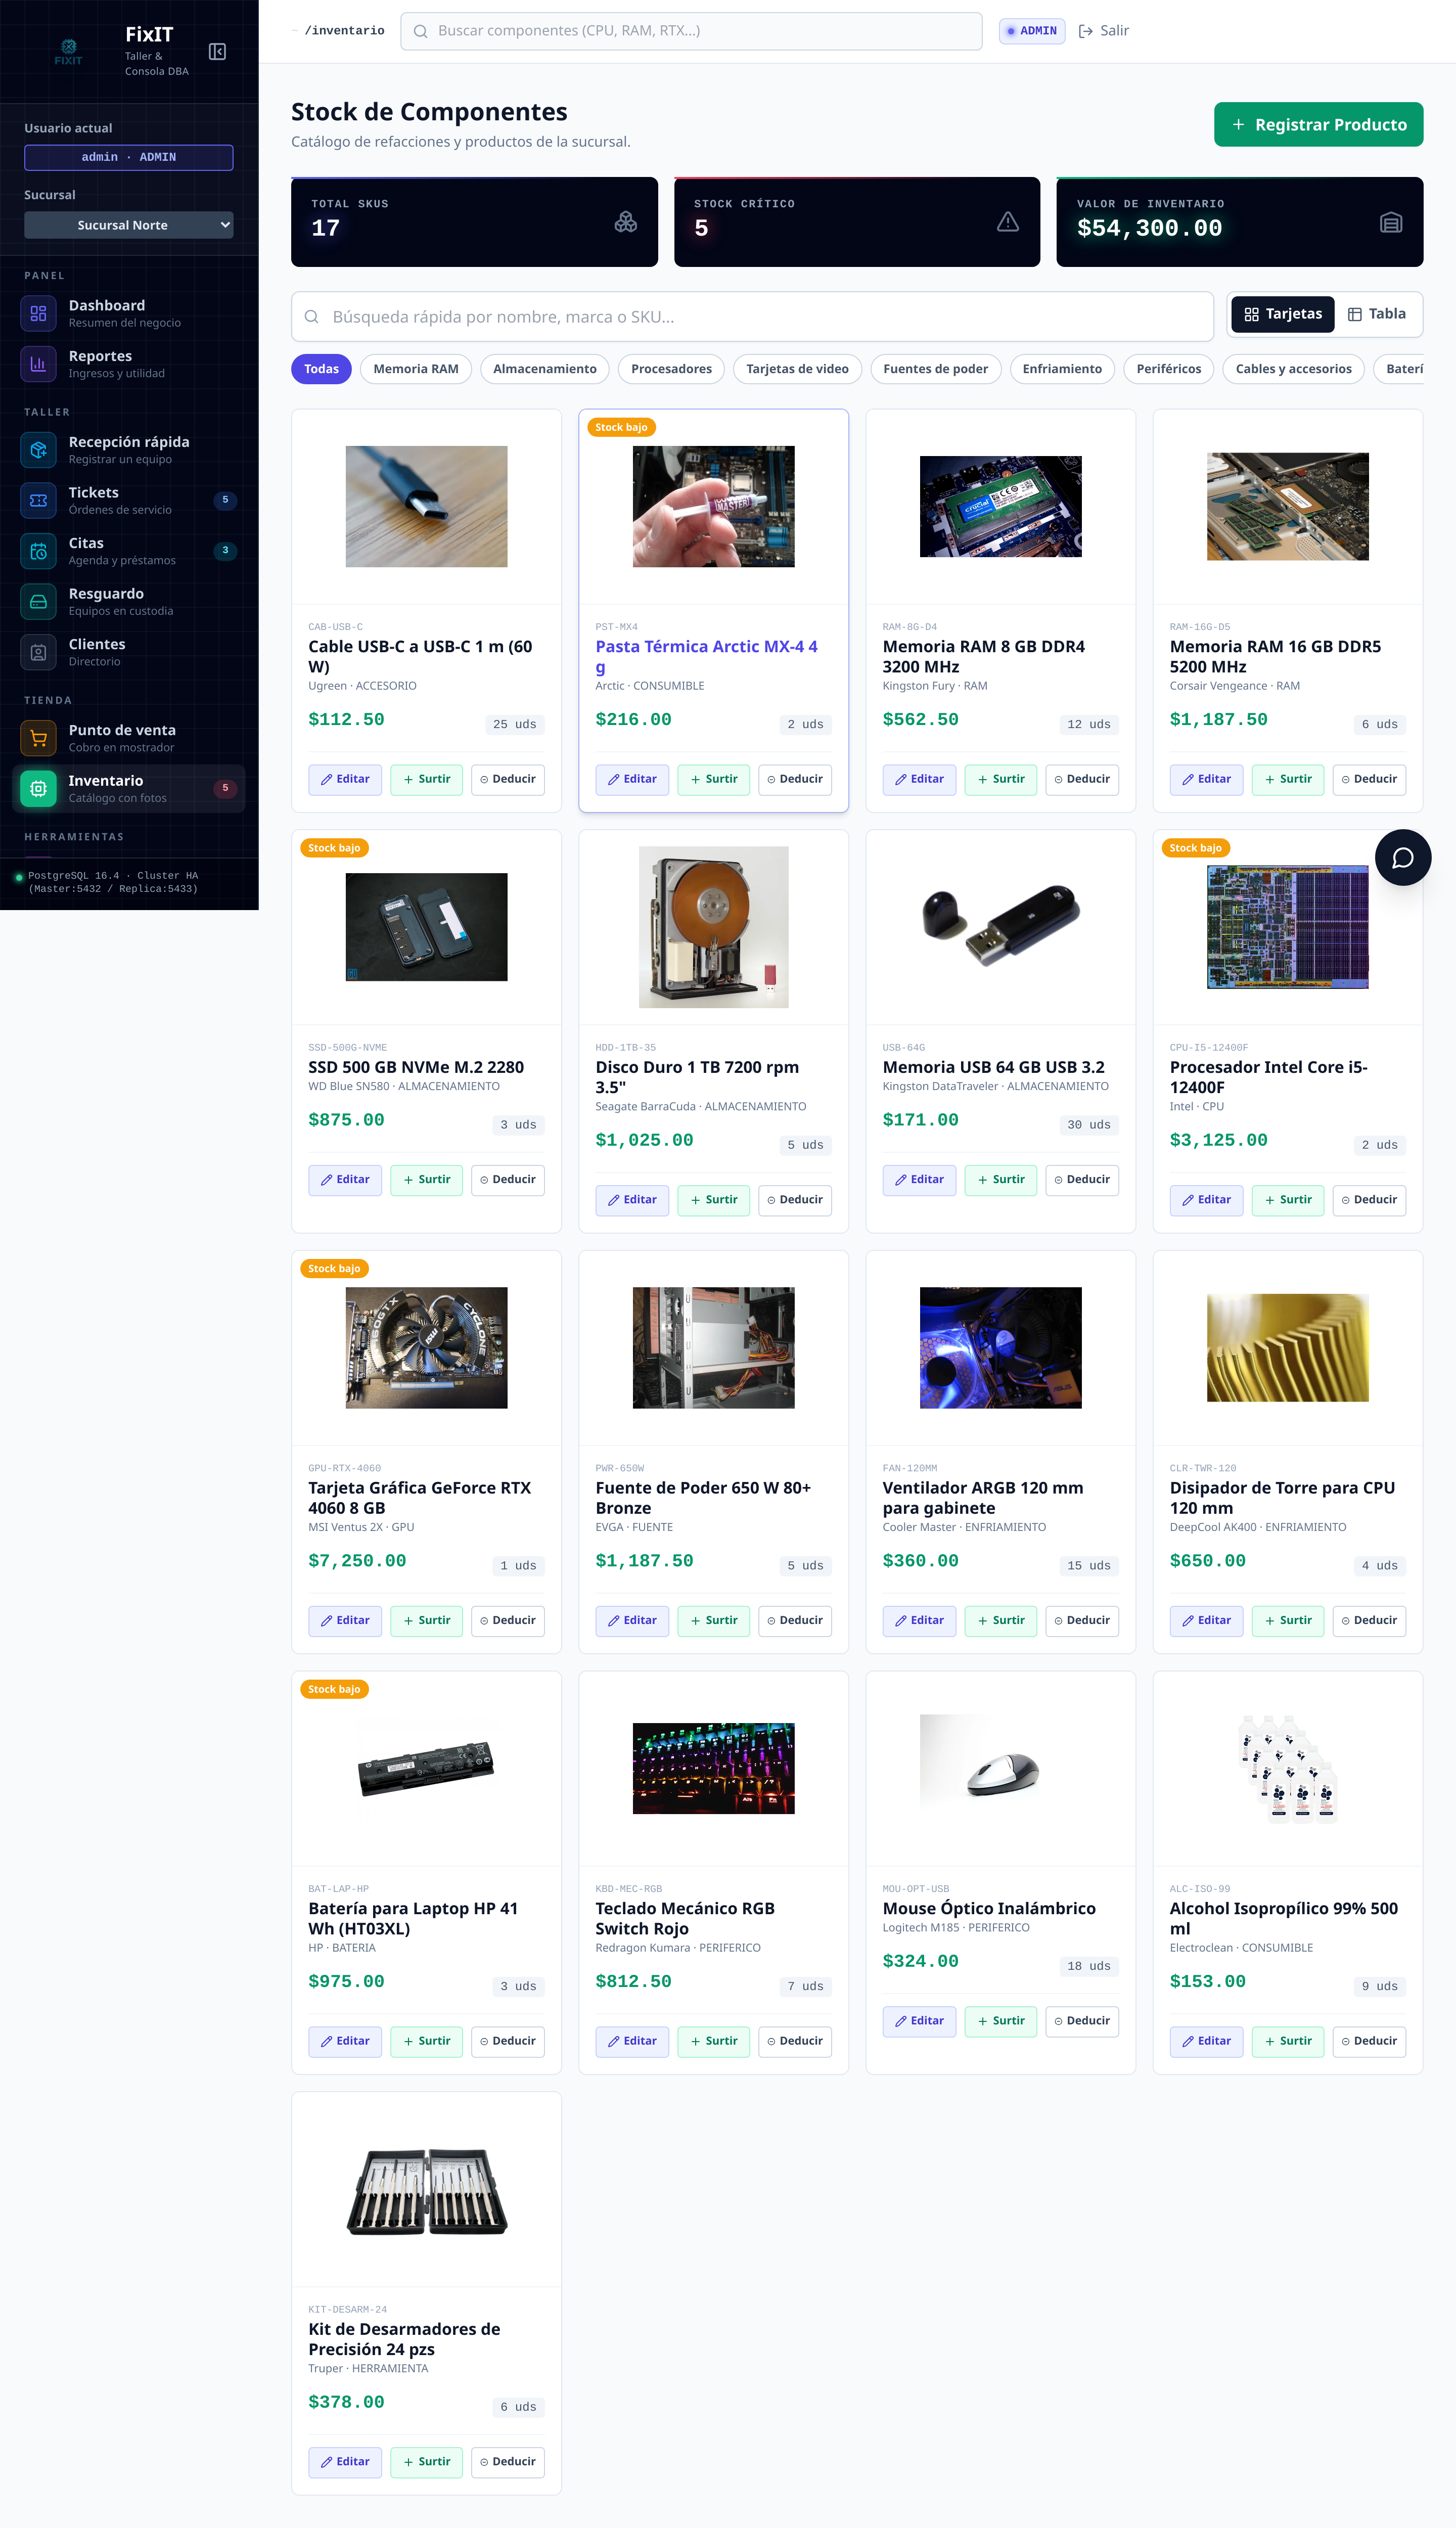 FIXIT
FixIT
Taller &
Consola DBA
Usuario actual
admin · ADMIN
Sucursal
Sucursal Norte
PANEL
Dashboard
Resumen del negocio
Reportes
Ingresos y utilidad
TALLER
Recepción rápida
Registrar un equipo
Tickets
Órdenes de servicio
5
Citas
Agenda y préstamos
3
Resguardo
Equipos en custodia
Clientes
Directorio
TIENDA
Punto de venta
Cobro en mostrador
Inventario
Catálogo con fotos
5
HERRAMIENTAS
PostgreSQL 16.4 · Cluster HA
(Master:5432 / Replica:5433)
/inventario
Buscar componentes (CPU, RAM, RTX...)
ADMIN
Salir
Stock de Componentes
Catálogo de refacciones y productos de la sucursal.
+ Registrar Producto
TOTAL SKUS
17
STOCK CRÍTICO
5
VALOR DE INVENTARIO
$54,300.00
Búsqueda rápida por nombre, marca o SKU...
Tarjetas
Tabla
Todas
Memoria RAM
Almacenamiento
Procesadores
Tarjetas de video
Fuentes de poder
Enfriamiento
Periféricos
Cables y accesorios
Baterí
CAB-USB-C
Cable USB-C a USB-C 1 m (60
W)
Ugreen · ACCESORIO
$112.50
25 uds
Editar
+ Surtir
Deducir
Stock bajo
MASTER
PST-MX4
Pasta Térmica Arctic MX-4 4
g
Arctic · CONSUMIBLE
$216.00
2 uds
Editar
+ Surtir
Deducir
crucial
RAM-8G-D4
Memoria RAM 8 GB DDR4
3200 MHz
Kingston Fury · RAM
$562.50
12 uds
Editar
+ Surtir
Deducir
RAM-16G-D5
Memoria RAM 16 GB DDR5
5200 MHz
Corsair Vengeance · RAM
$1,187.50
6 uds
Editar
+ Surtir
Deducir
Stock bajo
SSD-500G-NVME
SSD 500 GB NVMe M.2 2280
WD Blue SN580 · ALMACENAMIENTO
$875.00
3 uds
Editar
+ Surtir
Deducir
HDD-1TB-35
Disco Duro 1 TB 7200 rpm
3.5"
Seagate BarraCuda · ALMACENAMIENTO
$1,025.00
5 uds
Editar
+ Surtir
Deducir
USB-64G
Memoria USB 64 GB USB 3.2
Kingston DataTraveler · ALMACENAMIENTO
$171.00
30 uds
Editar
+ Surtir
Deducir
Stock bajo
CPU-I5-12400F
Procesador Intel Core i5-
12400F
Intel · CPU
$3,125.00
2 uds
Editar
+ Surtir
Deducir
Stock bajo
CYCLONE
msi
GPU-RTX-4060
Tarjeta Gráfica GeForce RTX
4060 8 GB
MSI Ventus 2X · GPU
$7,250.00
1 uds
Editar
+ Surtir
Deducir
PWR-650W
Fuente de Poder 650 W 80+
Bronze
EVGA · FUENTE
$1,187.50
5 uds
Editar
+ Surtir
Deducir
ASUS
FAN-120MM
Ventilador ARGB 120 mm
para gabinete
Cooler Master · ENFRIAMIENTO
$360.00
15 uds
Editar
+ Surtir
Deducir
CLR-TWR-120
Disipador de Torre para CPU
120 mm
DeepCool AK400 · ENFRIAMIENTO
$650.00
4 uds
Editar
+ Surtir
Deducir
Stock bajo
BAT-LAP-HP
Batería para Laptop HP 41
Wh (HT03XL)
HP · BATERIA
$975.00
3 uds
Editar
+ Surtir
Deducir
KBD-MEC-RGB
Teclado Mecánico RGB
Switch Rojo
Redragon Kumara · PERIFERICO
$812.50
7 uds
Editar
+ Surtir
Deducir
MOU-OPT-USB
Mouse Óptico Inalámbrico
Logitech M185 · PERIFERICO
$324.00
18 uds
Editar
+ Surtir
Deducir
ALC-ISO-99
Alcohol Isopropílico 99% 500
ml
Electroclean · CONSUMIBLE
$153.00
9 uds
Editar
+ Surtir
Deducir
KIT-DESARM-24
Kit de Desarmadores de
Precisión 24 pzs
Truper · HERRAMIENTA
$378.00
6 uds
Editar
+ Surtir
Deducir